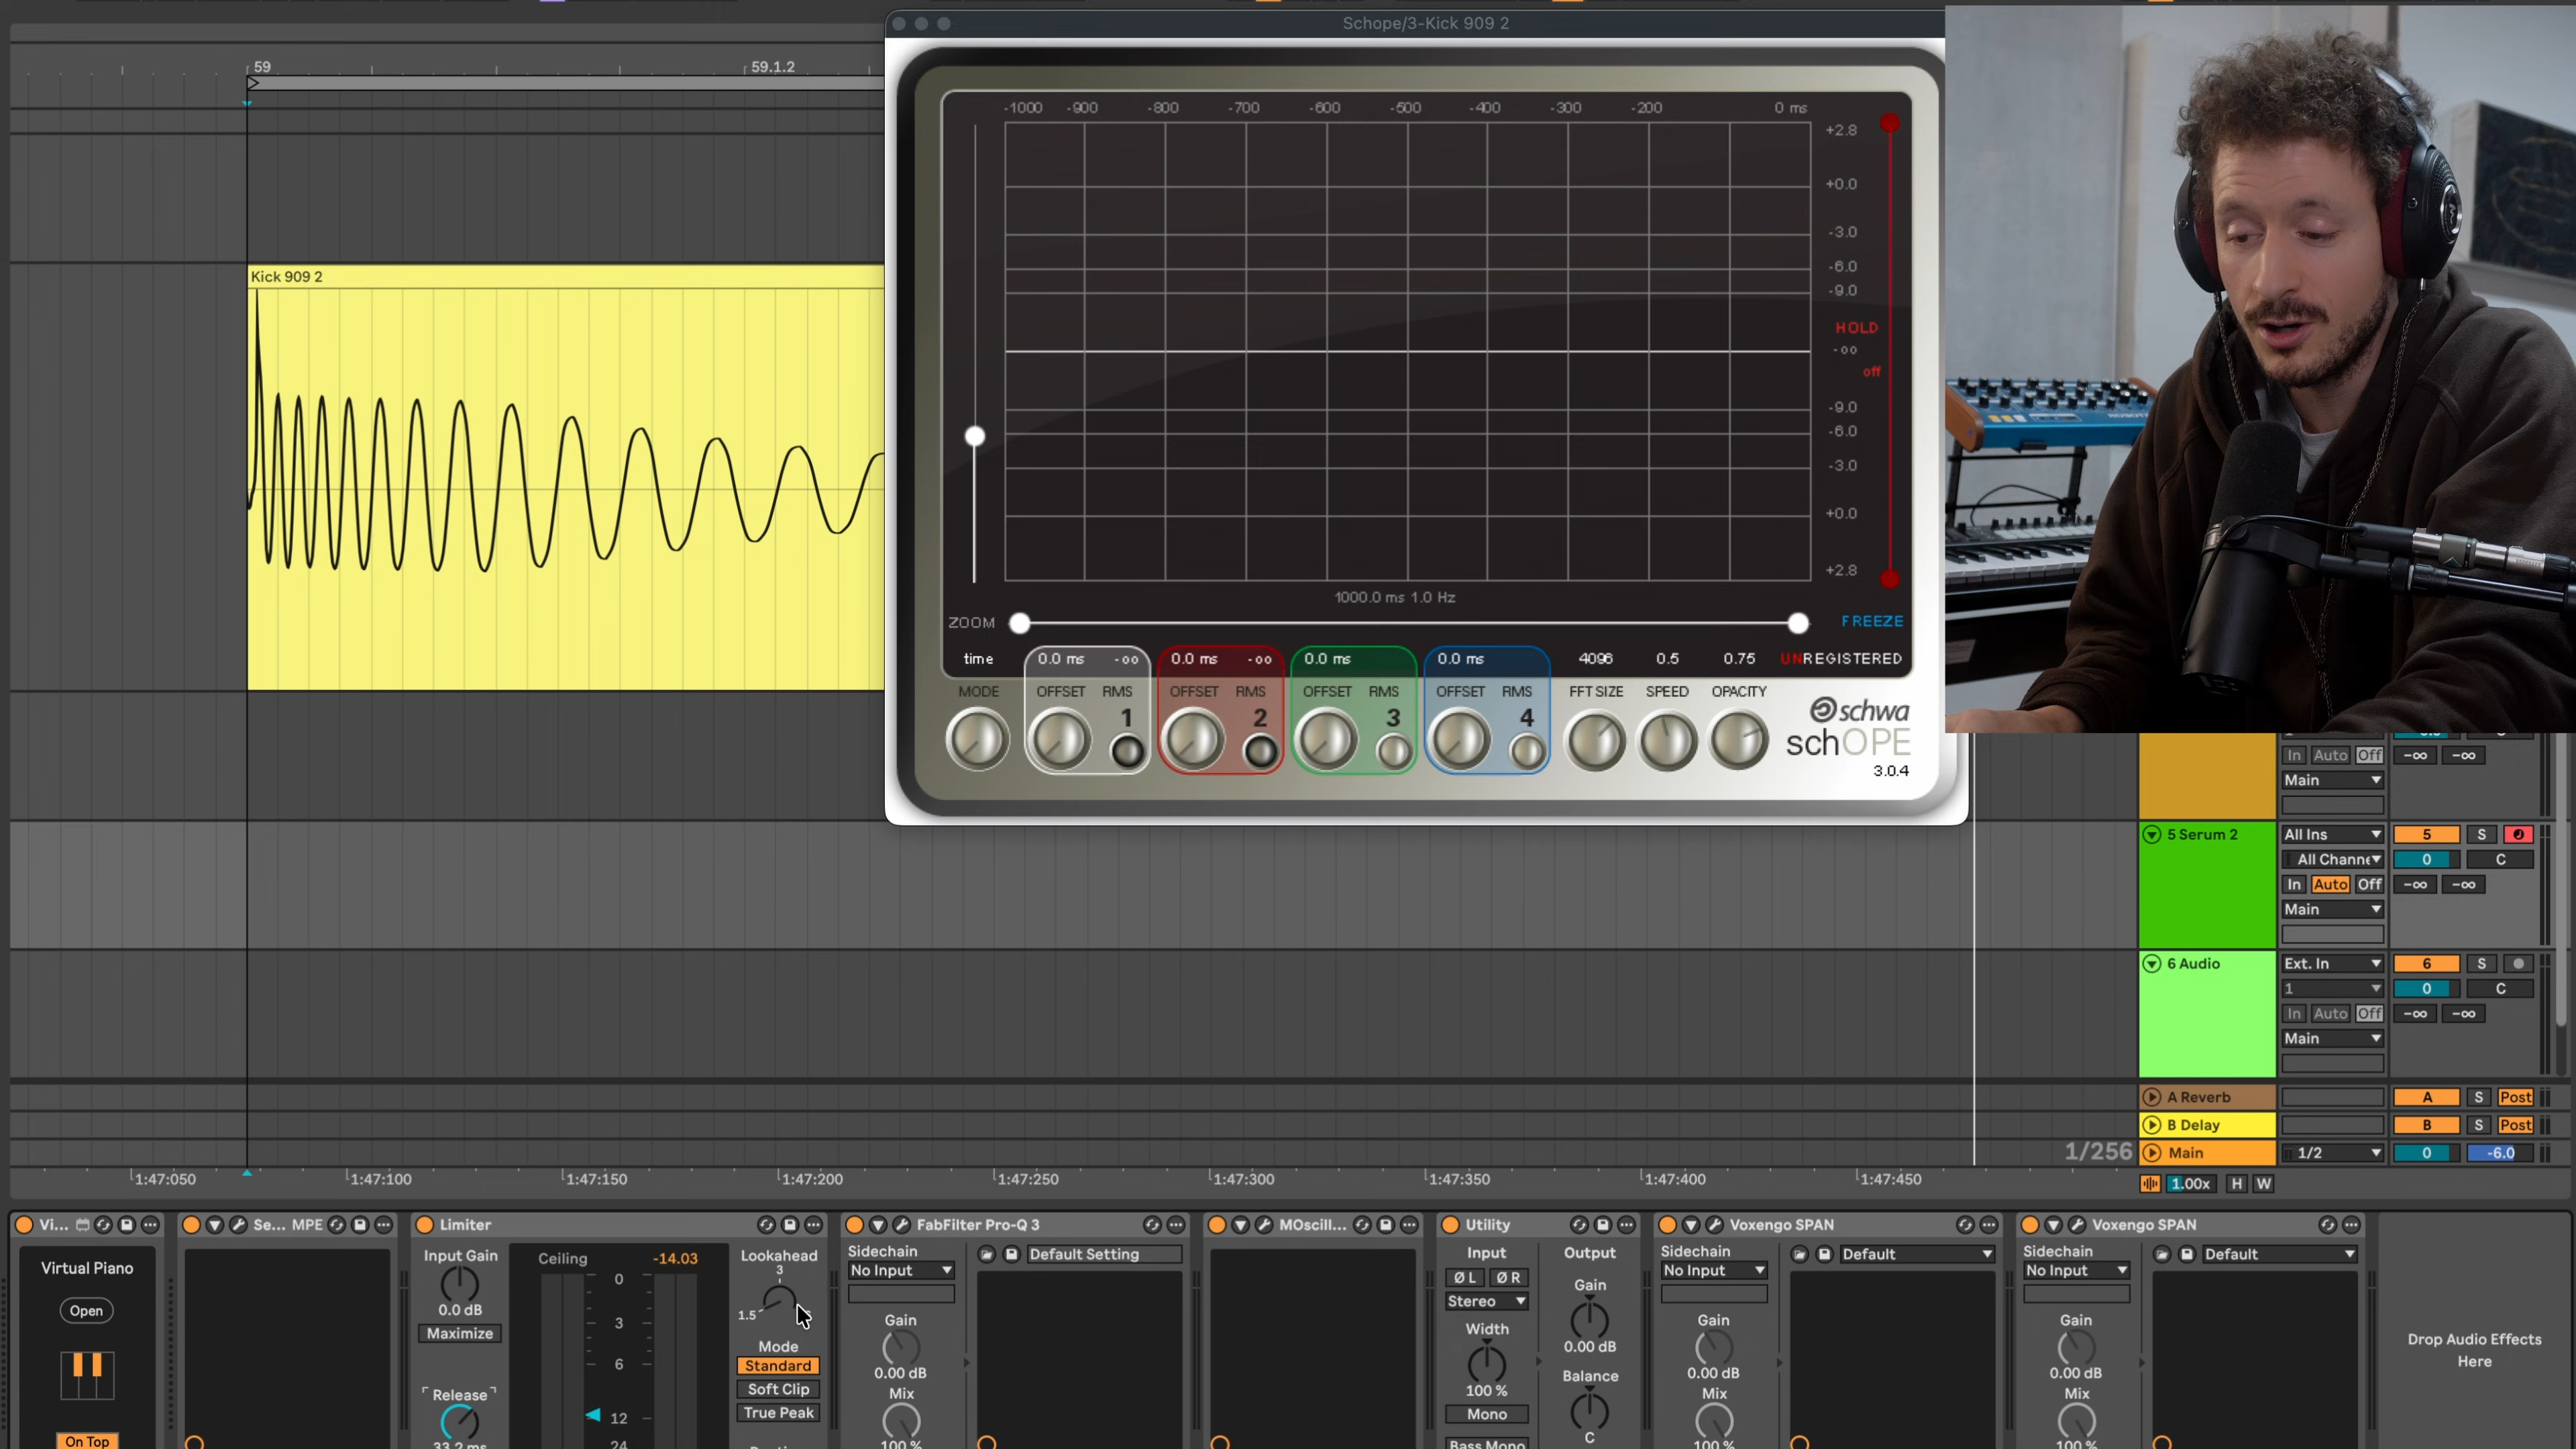 Schope/3-Kick 909 2
59
59.1.2
Kick 909 2
-1000 -900 -800 -700 -600 -500 -400 -300 -200 0 ms
+2.8
+0.0
-3.0
-6.0
-9.0
HOLD
-oo
off
-9.0
-6.0
-3.0
+0.0
+2.8
1000.0 ms 1.0 Hz
ZOOM
FREEZE
time
0.0 ms -oo
0.0 ms -oo
0.0 ms
0.0 ms
4096
0.5
0.75
UNREGISTERED
MODE
OFFSET RMS
OFFSET RMS
OFFSET RMS
OFFSET RMS
FFT SIZE
SPEED
OPACITY
1
2
3
4
schwa
schOPE
3.0.4
In Auto Off -∞ -∞
Main
5 Serum 2
All Ins
5 S
All Channe
0 C
In Auto Off -∞ -∞
Main
6 Audio
Ext. In
6 S
1
0 C
In Auto Off -∞ -∞
Main
A Reverb
A S Post
B Delay
B S Post
1/256
Main
1/2
0 -6.0
1:47:050 1:47:100 1:47:150 1:47:200 1:47:250 1:47:300 1:47:350 1:47:400 1:47:450
1.00x H W
Vi...
Virtual Piano
Open
On Top
Se... MPE
Limiter
Input Gain
0.0 dB
Maximize
Release
33.2 ms
Ceiling -14.03
0
3
6
12
24
Lookahead
3
1.5
Mode
Standard
Soft Clip
True Peak
FabFilter Pro-Q 3
Sidechain
No Input
Default Setting
Gain
0.00 dB
Mix
100 %
MOscill...
Utility
Input
Ø L Ø R
Stereo
Width
100 %
Mono
Bass Mono
Output
Gain
0.00 dB
Balance
C
Voxengo SPAN
Sidechain
No Input
Default
Gain
0.00 dB
Mix
100 %
Voxengo SPAN
Sidechain
No Input
Default
Gain
0.00 dB
Mix
100 %
Drop Audio Effects
Here